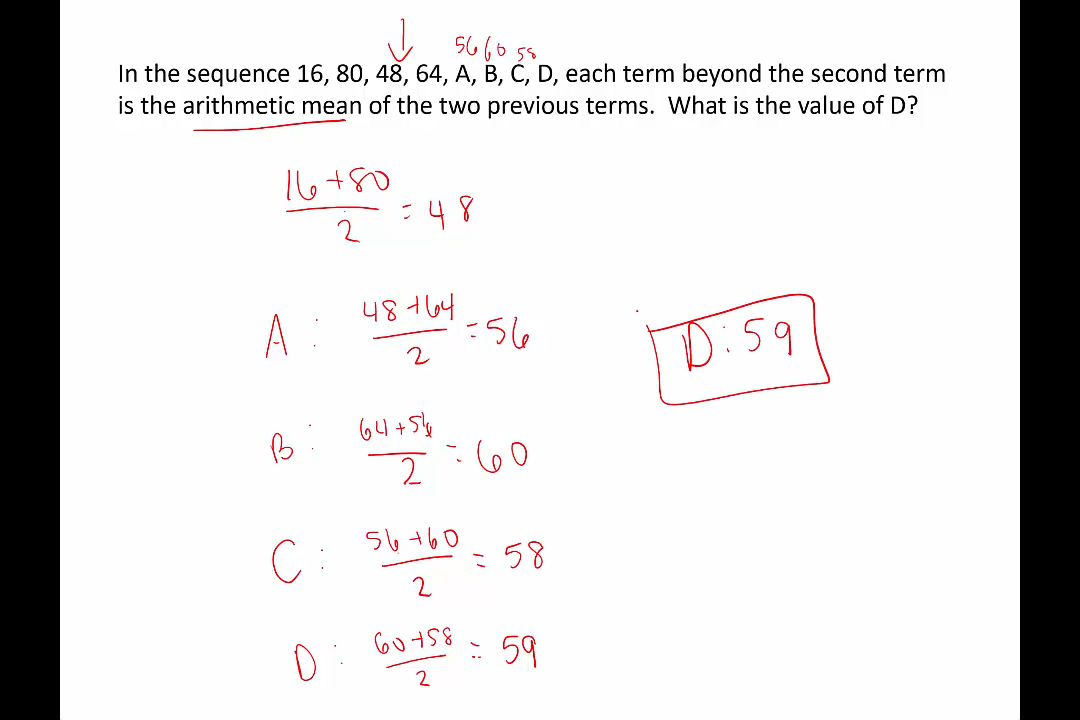 56 60 58
In the sequence 16, 80, 48, 64, A, B, C, D, each term beyond the second term
is the arithmetic mean of the two previous terms.  What is the value of D?
16+80
2
= 48
A : 48+64
2
= 56
D : 59
B : 64+56
2
= 60
C : 56+60
2
= 58
D : 60+58
2
= 59